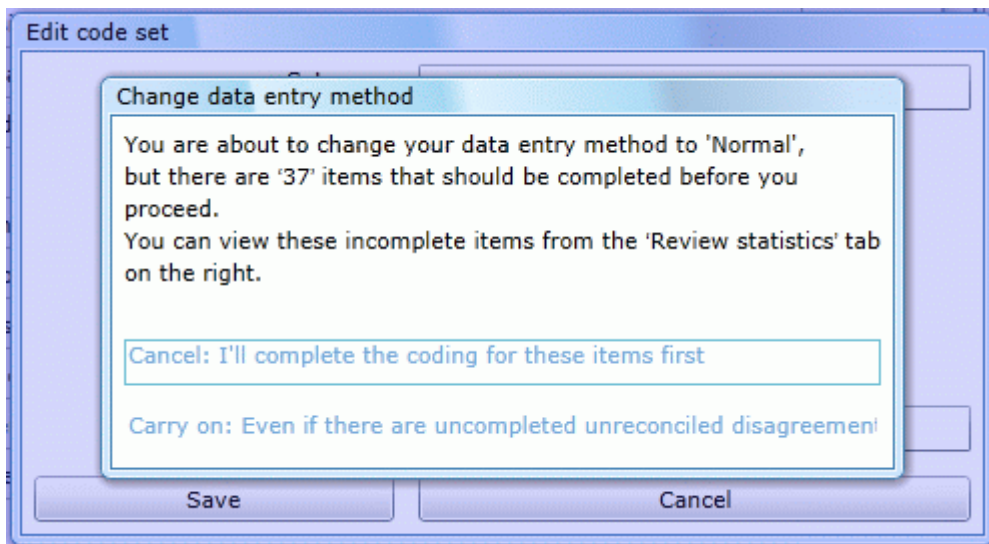 Edit code set
Change data entry method
You are about to change your data entry method to 'Normal',
but there are '37' items that should be completed before you
proceed.
You can view these incomplete items from the 'Review statistics' tab
on the right.
Cancel: I'll complete the coding for these items first
Carry on: Even if there are uncompleted unreconciled disagreement
Save
Cancel